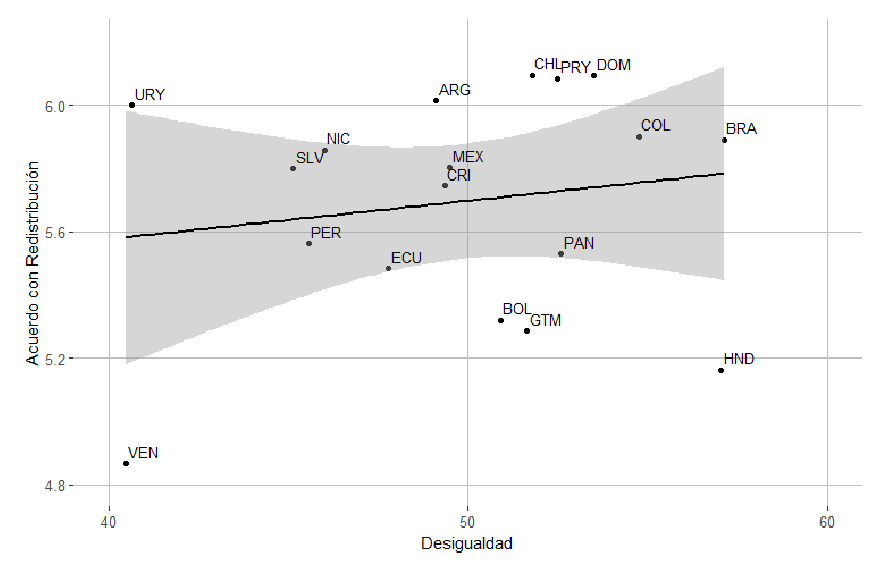 CHL
PRY
DOM
URY
ARG
6.0
COL
BRA
NIC
SLV
MEX
CRI
PER
5.6
PAN
ECU
BOL
GTM
5.2
HND
VEN
4.8
Acuerdo con Redistribución
40
50
60
Desigualdad